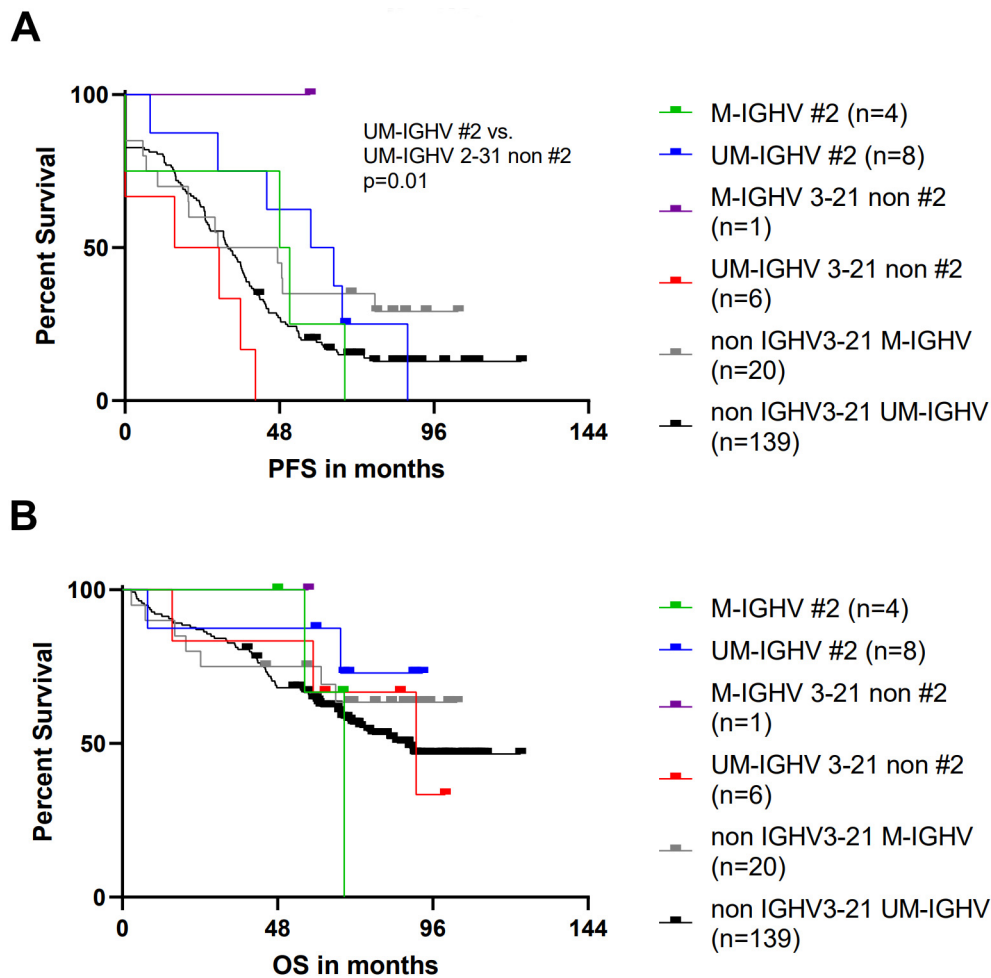 A
100
50
0
0
48
96
144
Percent Survival
PFS in months
UM-IGHV #2 vs.
UM-IGHV 2-31 non #2
p=0.01
M-IGHV #2 (n=4)
UM-IGHV #2 (n=8)
M-IGHV 3-21 non #2
(n=1)
UM-IGHV 3-21 non #2
(n=6)
non IGHV3-21 M-IGHV
(n=20)
non IGHV3-21 UM-IGHV
(n=139)
B
100
50
0
0
48
96
144
Percent Survival
OS in months
M-IGHV #2 (n=4)
UM-IGHV #2 (n=8)
M-IGHV 3-21 non #2
(n=1)
UM-IGHV 3-21 non #2
(n=6)
non IGHV3-21 M-IGHV
(n=20)
non IGHV3-21 UM-IGHV
(n=139)